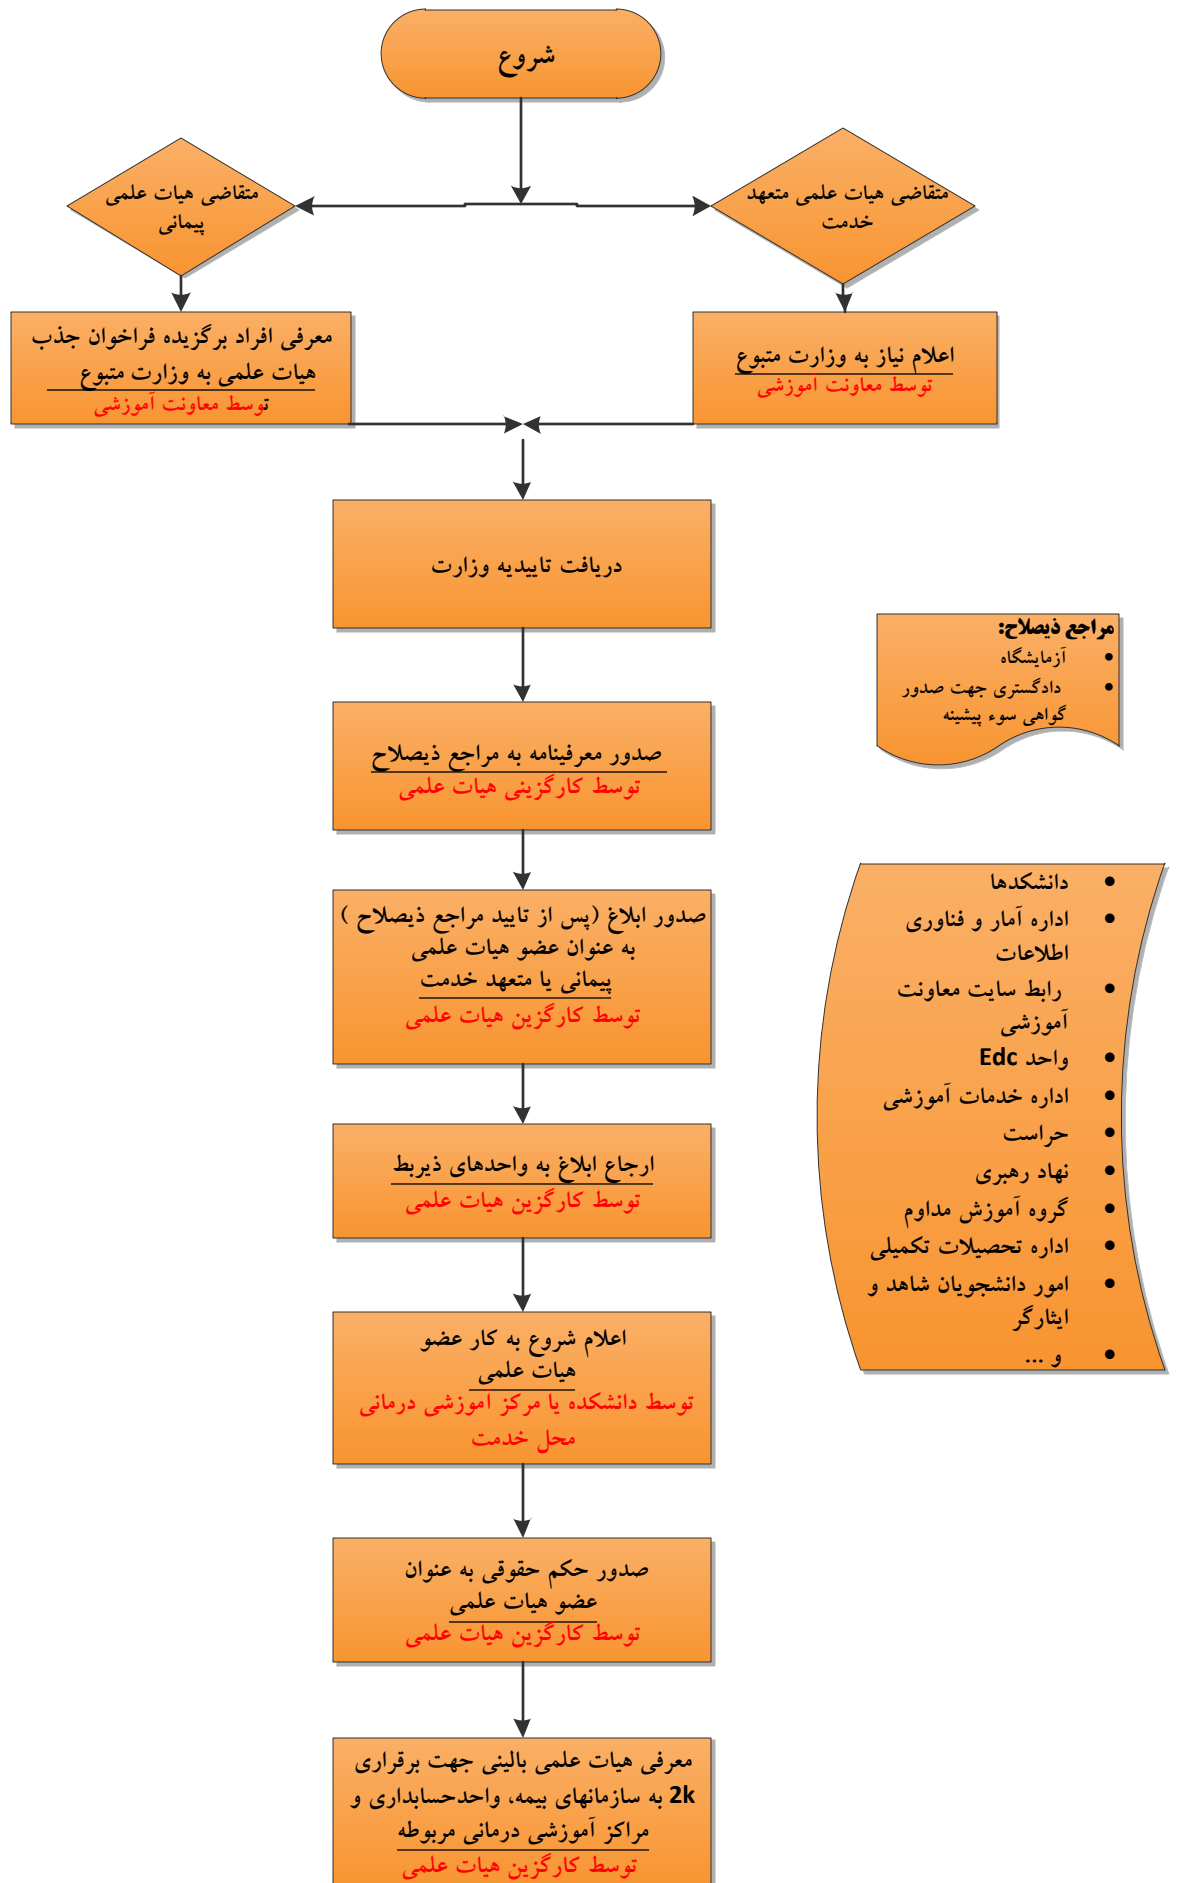 شروع
متقاضی هیات علمی متعهد
خدمت
متقاضی هیات علمی
پیمانی
اعلام نیاز به وزارت متبوع
توسط معاونت اموزشی
معرفی افراد برگزیده فراخوان جذب
هیات علمی به وزارت متبوع
توسط معاونت آموزشی
دریافت تاییدیه وزارت
صدور معرفینامه به مراجع ذیصلاح
توسط کارگزینی هیات علمی
مراجع ذیصلاح:
• آزمایشگاه
• دادگستری جهت صدور
گواهی سوء پیشینه
صدور ابلاغ (پس از تایید مراجع ذیصلاح )
به عنوان عضو هیات علمی
پیمانی یا متعهد خدمت
توسط کارگزین هیات علمی
ارجاع ابلاغ به واحدهای ذیربط
توسط کارگزین هیات علمی
• دانشکدها
• اداره آمار و فناوری
اطلاعات
• رابط سایت معاونت
آموزشی
• واحد Edc
• اداره خدمات آموزشی
• حراست
• نهاد رهبری
• گروه آموزش مداوم
• اداره تحصیلات تکمیلی
• امور دانشجویان شاهد و
ایثارگر
• و ...
اعلام شروع به کار عضو
هیات علمی
توسط دانشکده یا مرکز آموزشی درمانی
محل خدمت
صدور حکم حقوقی به عنوان
عضو هیات علمی
توسط کارگزین هیات علمی
معرفی هیات علمی بالینی جهت برقراری
2k به سازمانهای بیمه، واحدحسابداری و
مراکز آموزشی درمانی مربوطه
توسط کارگزین هیات علمی